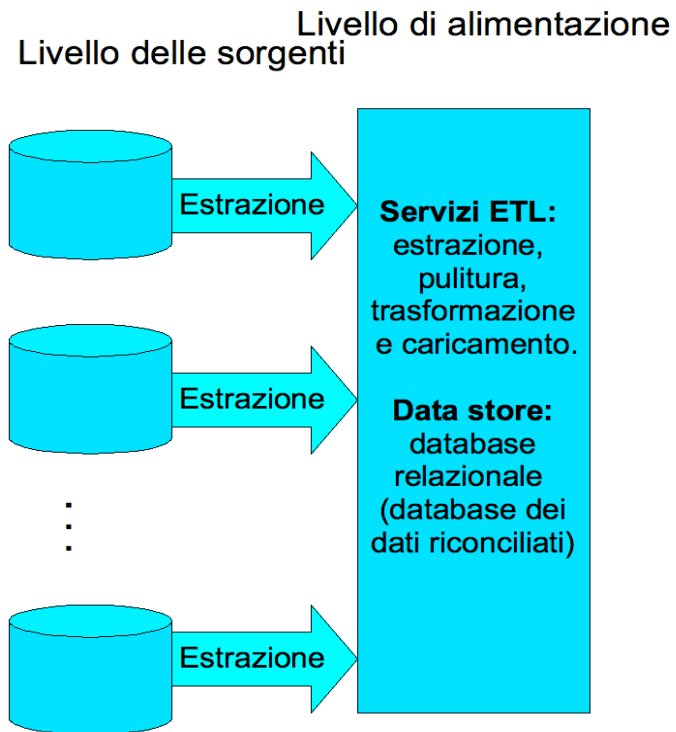 Livello di alimentazione
Livello delle sorgenti
Estrazione
Servizi ETL:
estrazione,
pulitura,
trasformazione
e caricamento.
Estrazione
Data store:
database
relazionale
(database dei
dati riconciliati)
Estrazione